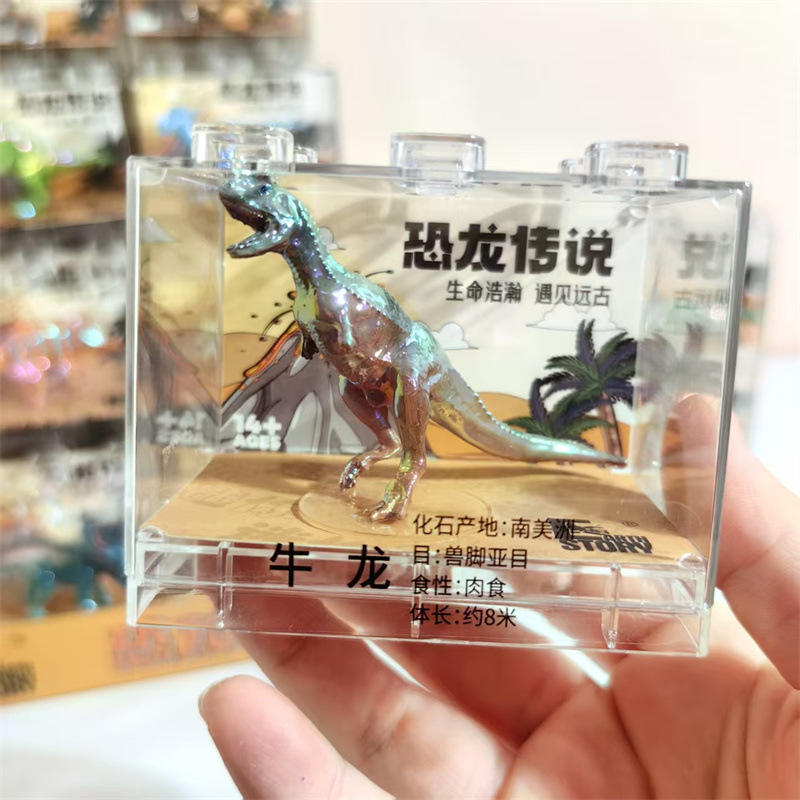 恐龙传说
生命浩瀚 遇见远古
14+
AGES
牛龙
化石产地：南美洲
目：兽脚亚目
食性：肉食
体长：约8米
STORY